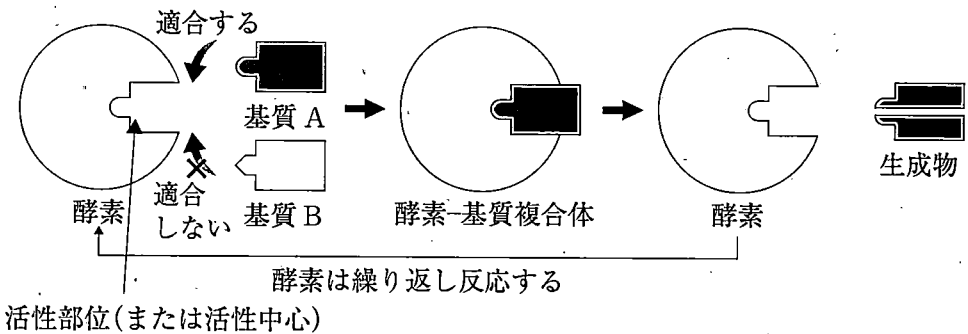 適合する
基質A
適合
しない
基質B
酵素
酵素-基質複合体
酵素
生成物
酵素は繰り返し反応する
活性部位(または活性中心)